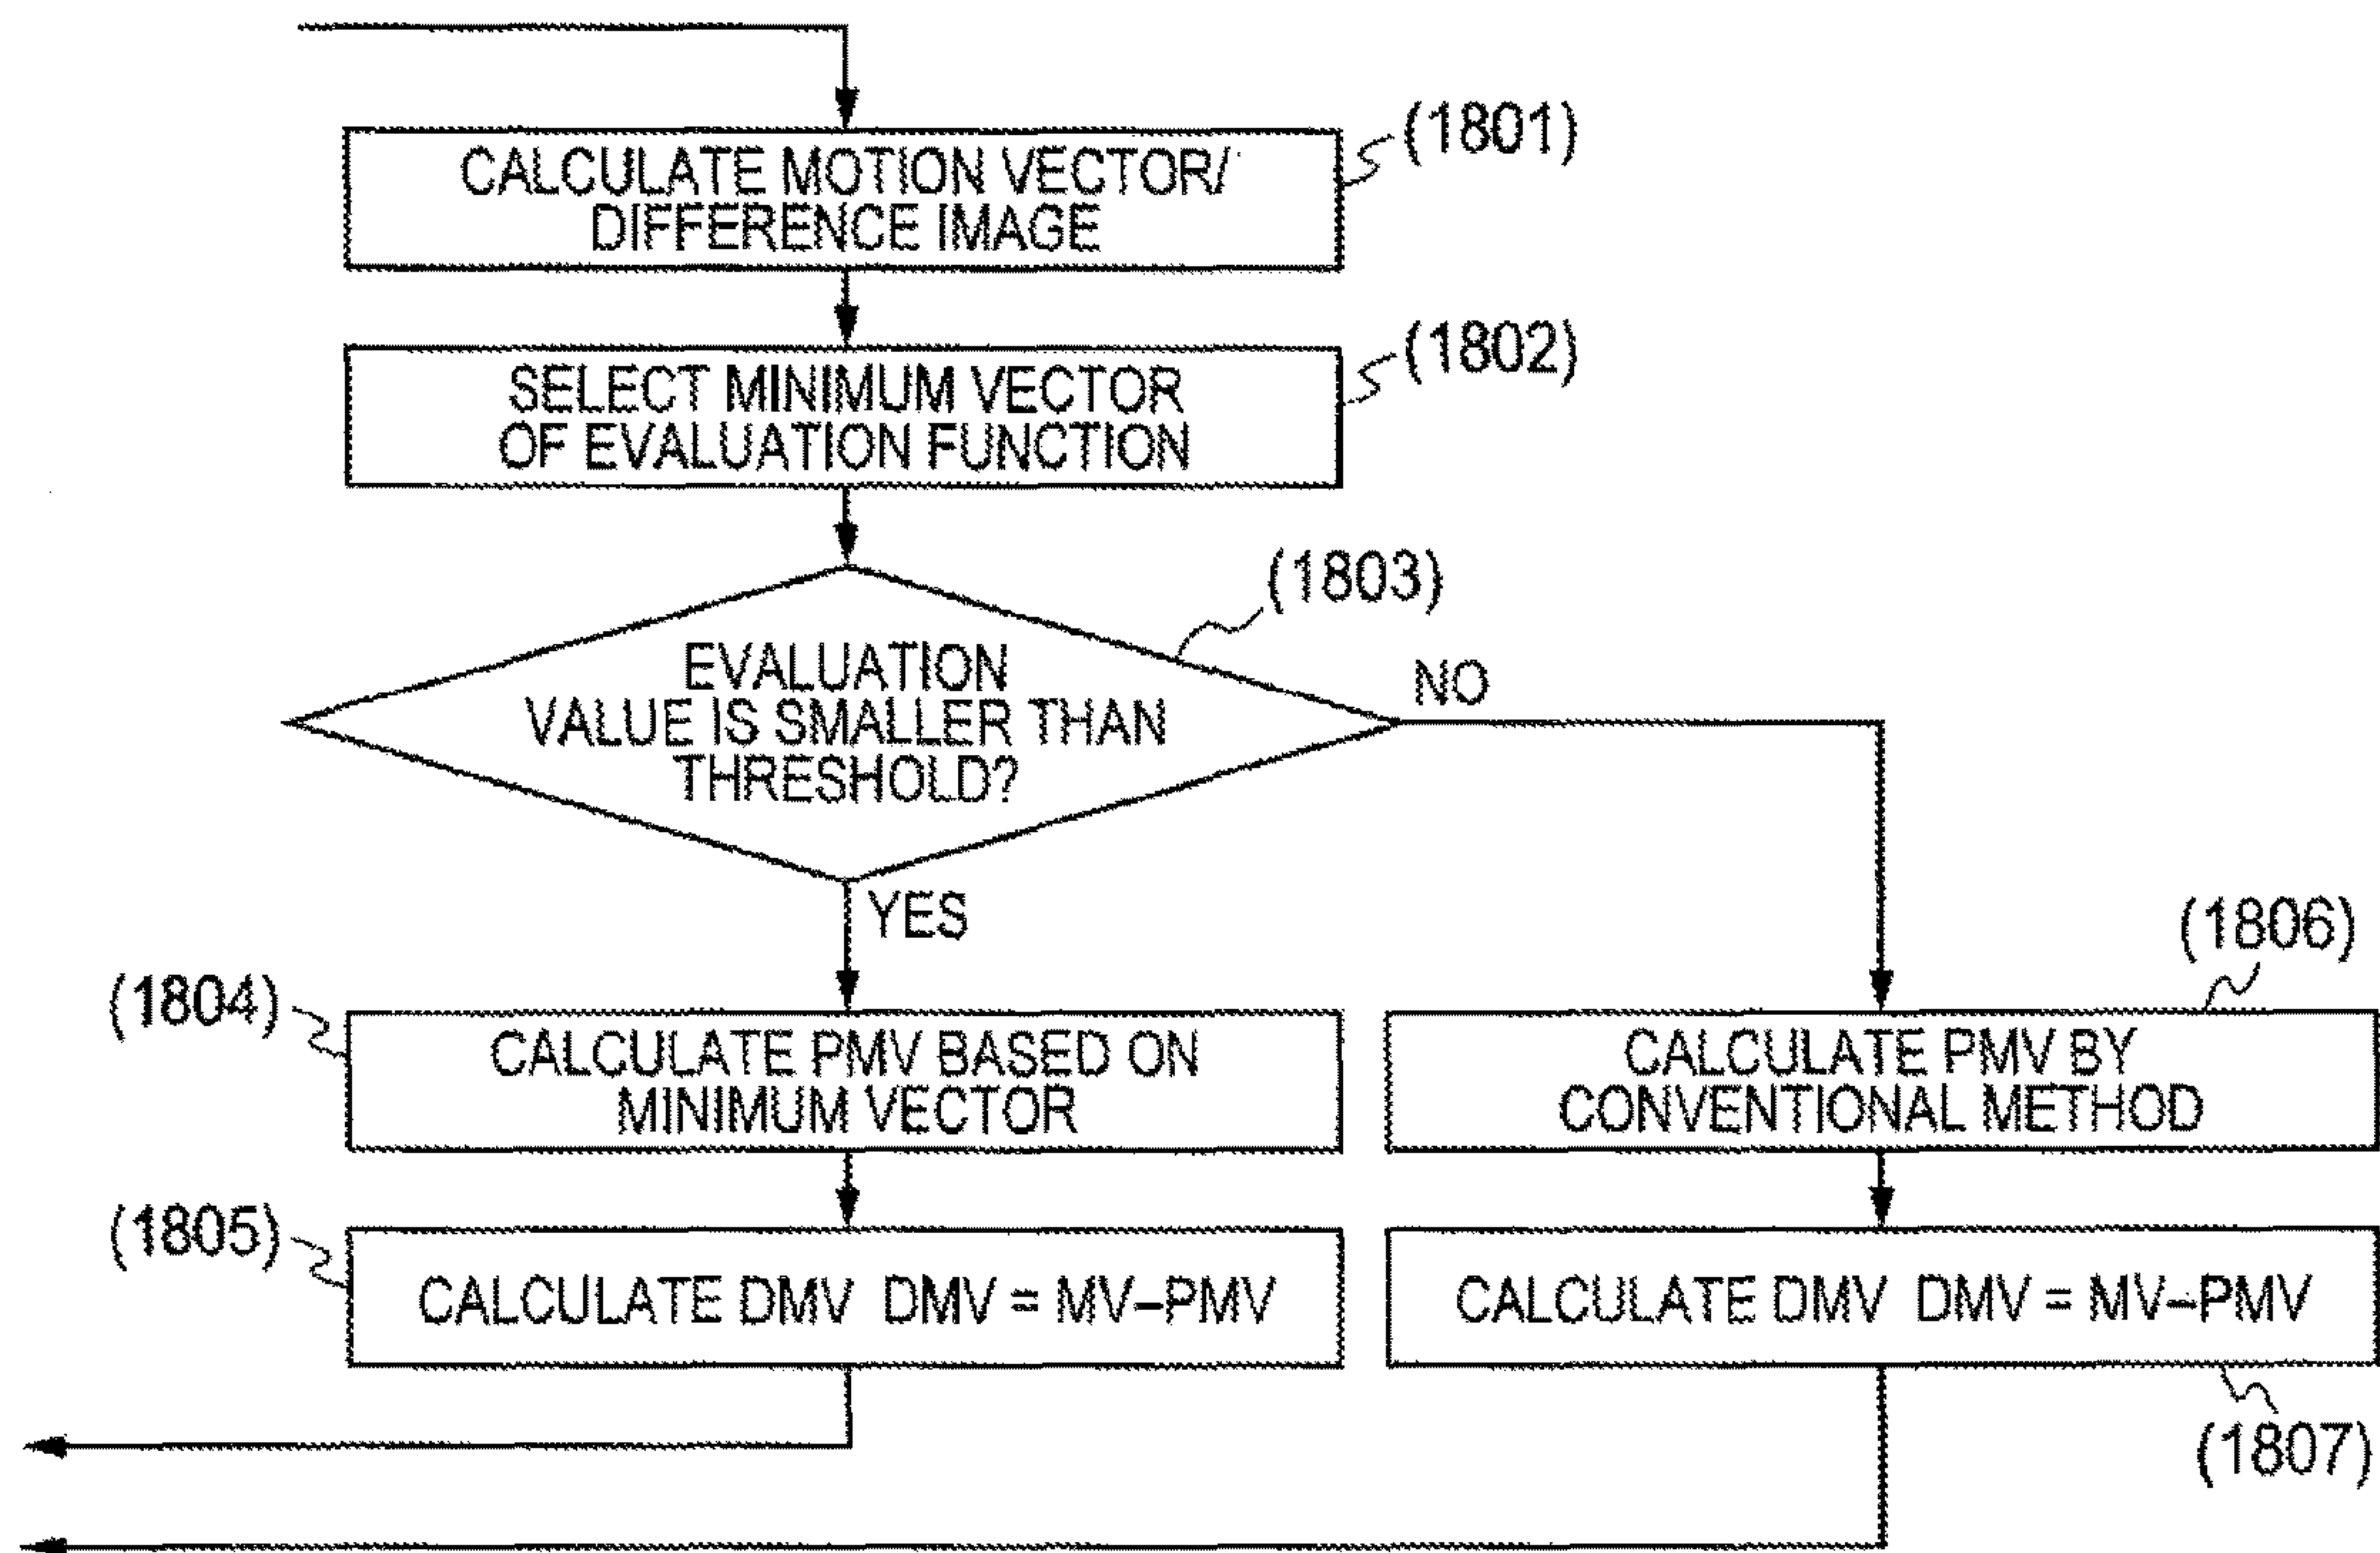 (1801)
CALCULATE MOTION VECTOR/
DIFFERENCE IMAGE
(1802)
SELECT MINIMUM VECTOR
OF EVALUATION FUNCTION
(1803)
EVALUATION
VALUE IS SMALLER THAN
THRESHOLD?
NO
YES
(1804)
CALCULATE PMV BASED ON
MINIMUM VECTOR
(1806)
CALCULATE PMV BY
CONVENTIONAL METHOD
(1805)
CALCULATE DMV DMV = MV–PMV
CALCULATE DMV DMV = MV–PMV
(1807)